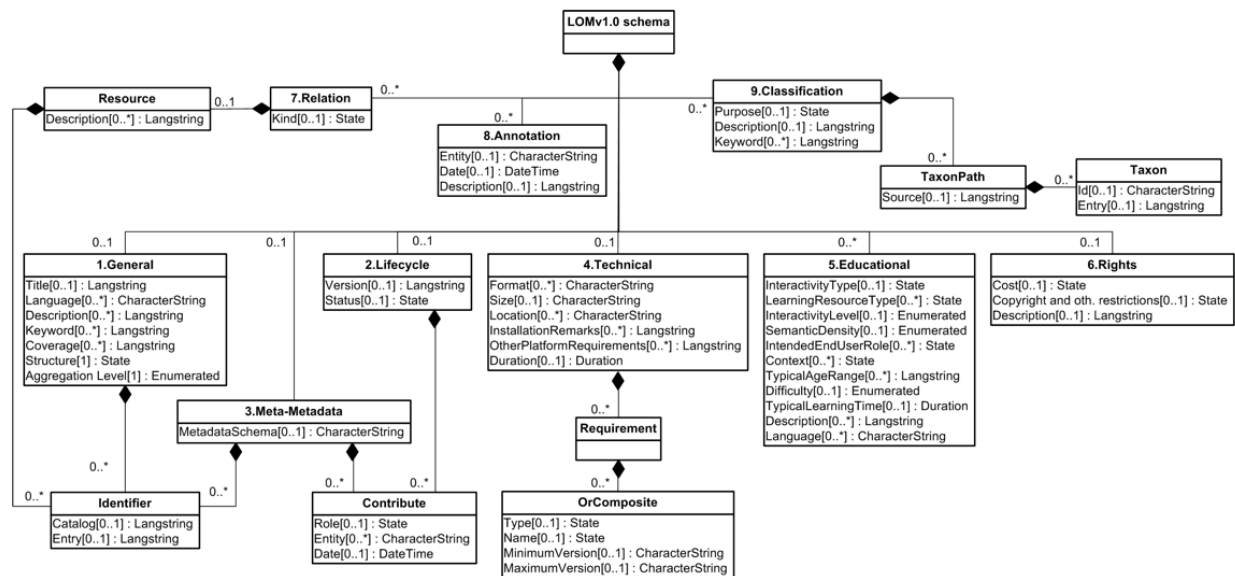 LOMv1.0 schema
Resource
Description[0..*] : Langstring
0..1
7.Relation
Kind[0..1] : State
0..*
0..*
8.Annotation
Entity[0..1] : CharacterString
Date[0..1] : DateTime
Description[0..1] : Langstring
0..*
9.Classification
Purpose[0..1] : State
Description[0..1] : Langstring
Keyword[0..*] : Langstring
0..*
TaxonPath
Source[0..1] : Langstring
0..*
Taxon
Id[0..1] : CharacterString
Entry[0..1] : Langstring
0..1
0..1
0..1
0..1
0..*
0..1
1.General
Title[0..1] : Langstring
Language[0..*] : CharacterString
Description[0..*] : Langstring
Keyword[0..*] : Langstring
Coverage[0..*] : Langstring
Structure[1] : State
Aggregation Level[1] : Enumerated
2.Lifecycle
Version[0..1] : Langstring
Status[0..1] : State
4.Technical
Format[0..*] : CharacterString
Size[0..1] : CharacterString
Location[0..*] : CharacterString
InstallationRemarks[0..*] : Langstring
OtherPlatformRequirements[0..*] : Langstring
Duration[0..1] : Duration
5.Educational
InteractivityType[0..1] : State
LearningResourceType[0..*] : State
InteractivityLevel[0..1] : Enumerated
SemanticDensity[0..1] : Enumerated
IntendedEndUserRole[0..*] : State
Context[0..*] : State
TypicalAgeRange[0..*] : Langstring
Difficulty[0..1] : Enumerated
TypicalLearningTime[0..1] : Duration
Description[0..*] : Langstring
Language[0..*] : CharacterString
6.Rights
Cost[0..1] : State
Copyright and oth. restrictions[0..1] : State
Description[0..1] : Langstring
3.Meta-Metadata
MetadataSchema[0..1] : CharacterString
0..*
Requirement
0..*
0..*
0..*
0..*
0..*
0..*
0..*
Identifier
Catalog[0..1] : Langstring
Entry[0..1] : Langstring
Contribute
Role[0..1] : State
Entity[0..*] : CharacterString
Date[0..1] : DateTime
OrComposite
Type[0..1] : State
Name[0..1] : State
MinimumVersion[0..1] : CharacterString
MaximumVersion[0..1] : CharacterString